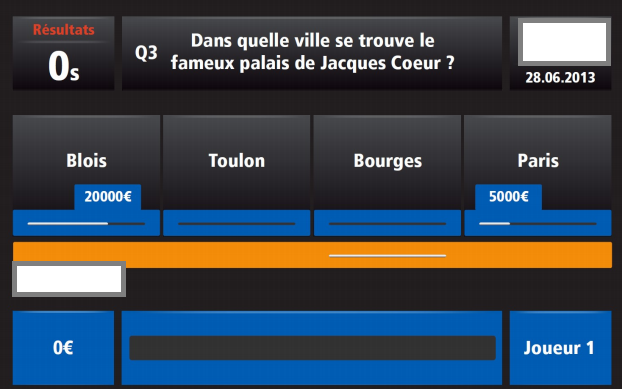 Résultats
0s
Q3
Dans quelle ville se trouve le
fameux palais de Jacques Coeur ?
28.06.2013
Blois
Toulon
Bourges
Paris
20000€
5000€
0€
Joueur 1